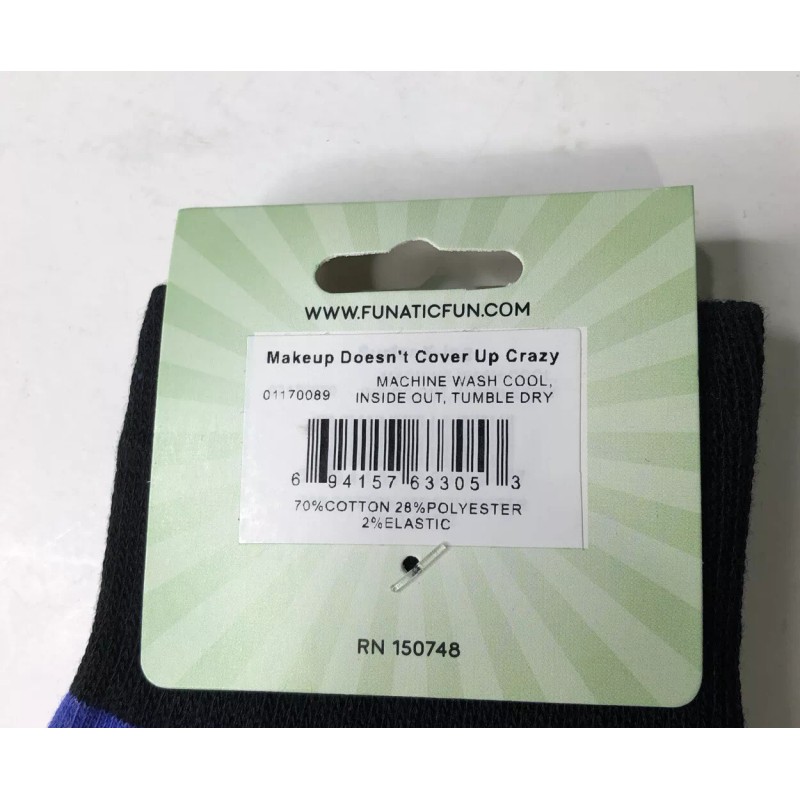 WWW.FUNATICFUN.COM
Makeup Doesn't Cover Up Crazy
MACHINE WASH COOL,
01170089 INSIDE OUT, TUMBLE DRY
6 94157 63305 3
70%COTTON 28%POLYESTER
2%ELASTIC
RN 150748